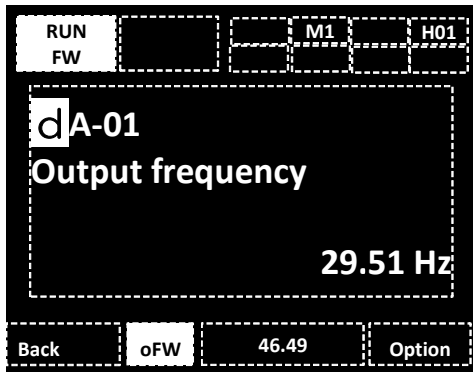 RUN M1 H01
FW
dA-01
Output frequency
29.51 Hz
Back oFW 46.49 Option